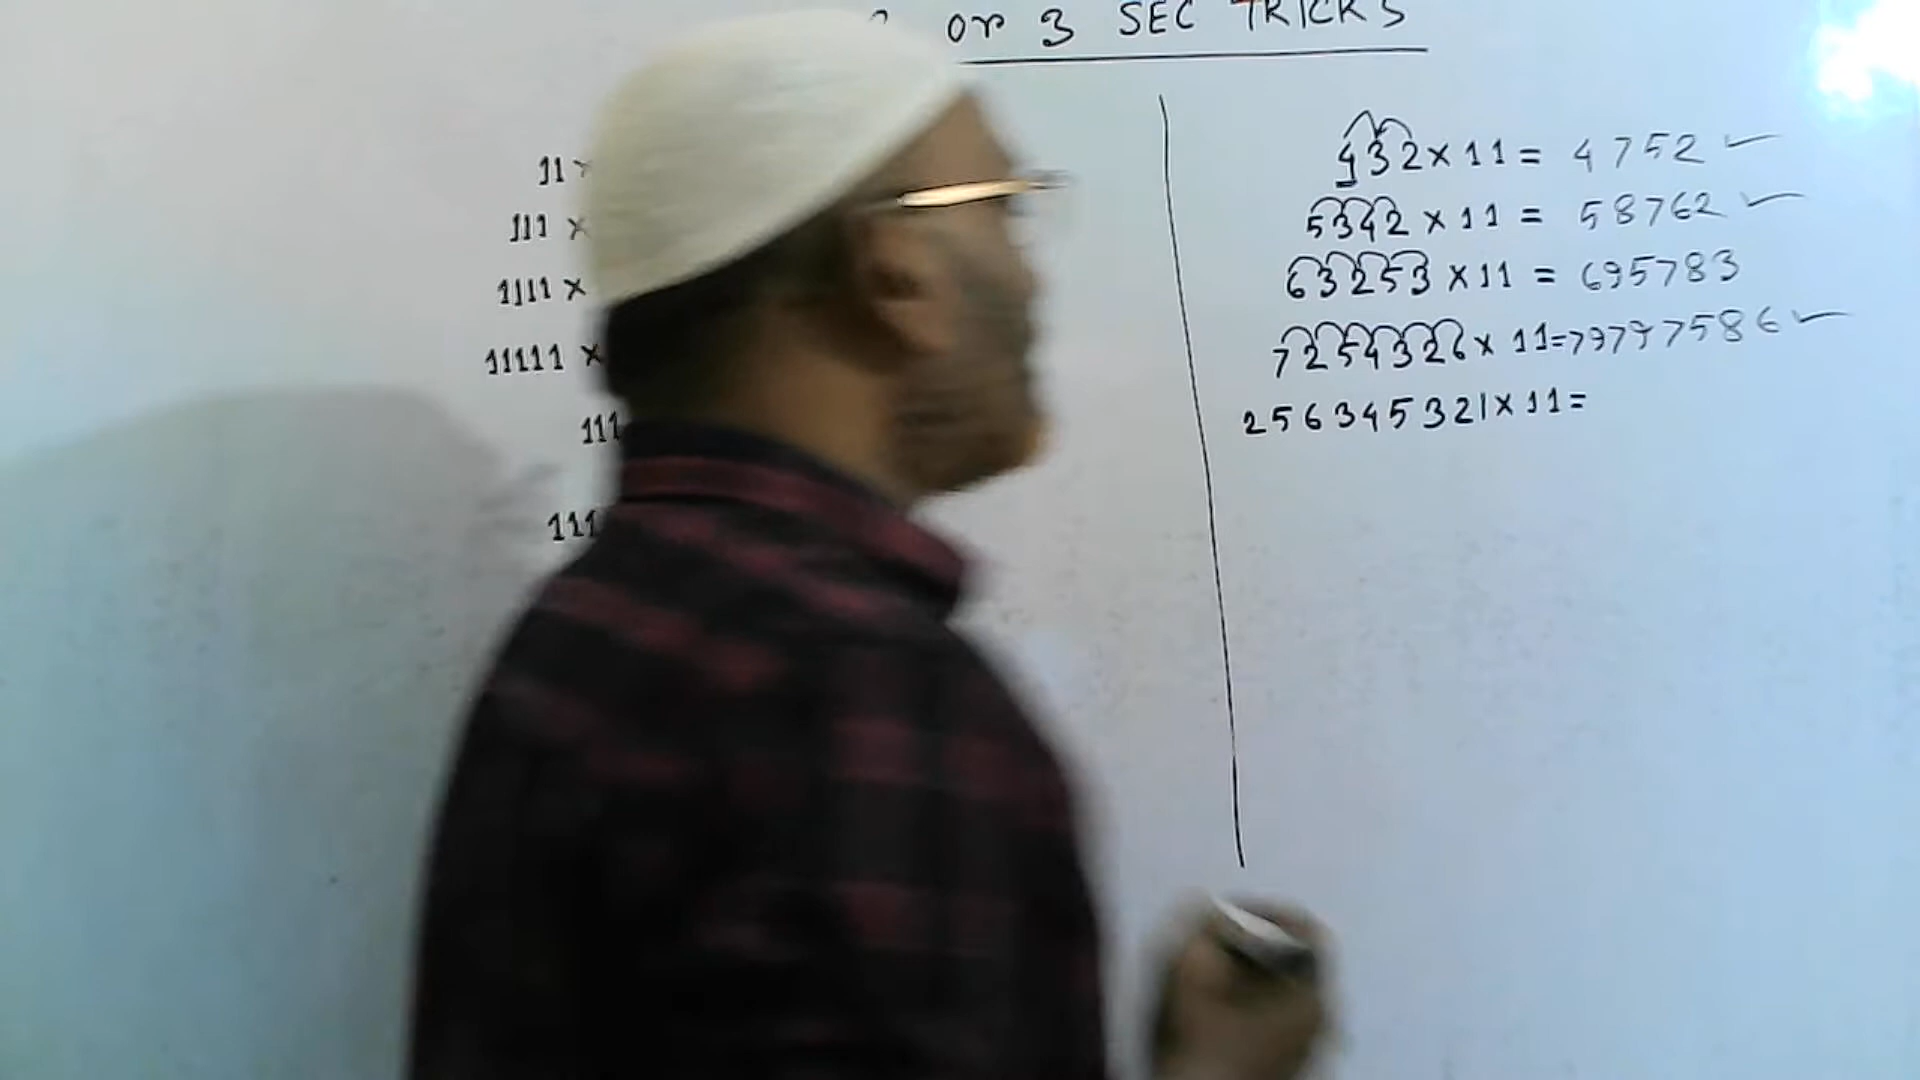 or 3 SEC TRICKS
11 ×
111 ×
1111 ×
11111 ×
111
111
432 × 11 = 4752
5342 × 11 = 58762
63253 × 11 = 695783
7254326 × 11 = 79797586
256345321 × 11 =